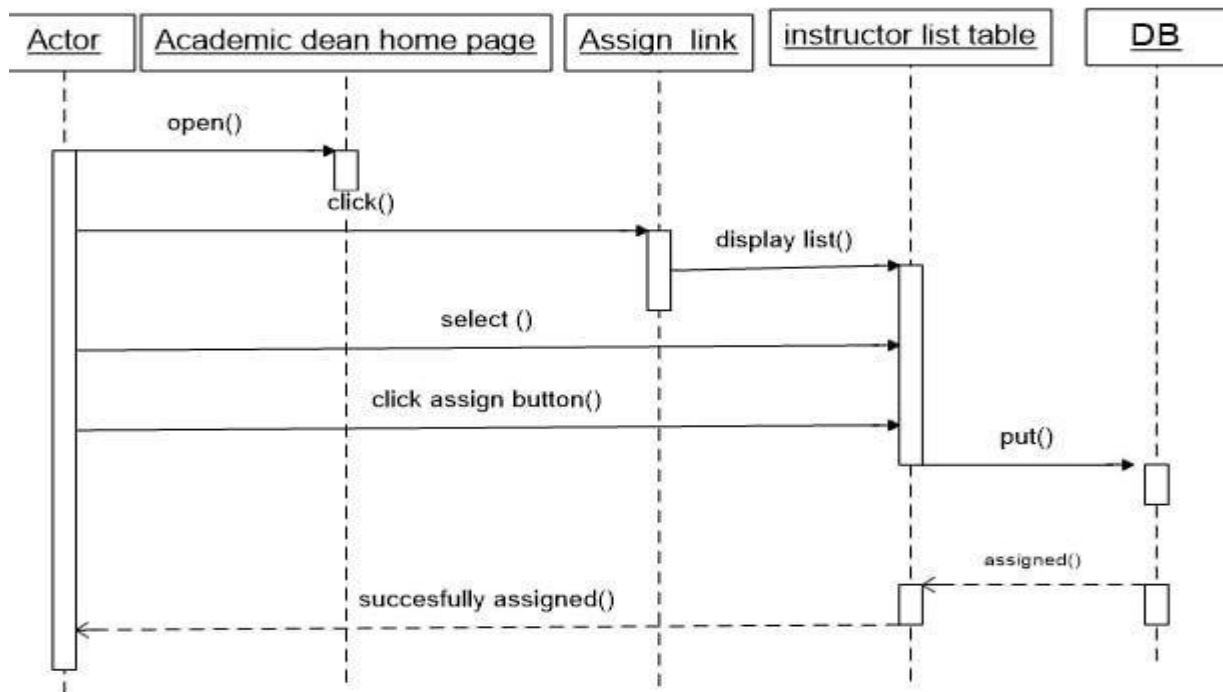 Actor
Academic dean home page
Assign link
instructor list table
DB
open()
click()
display list()
select ()
click assign button()
put()
assigned()
succesfully assigned()